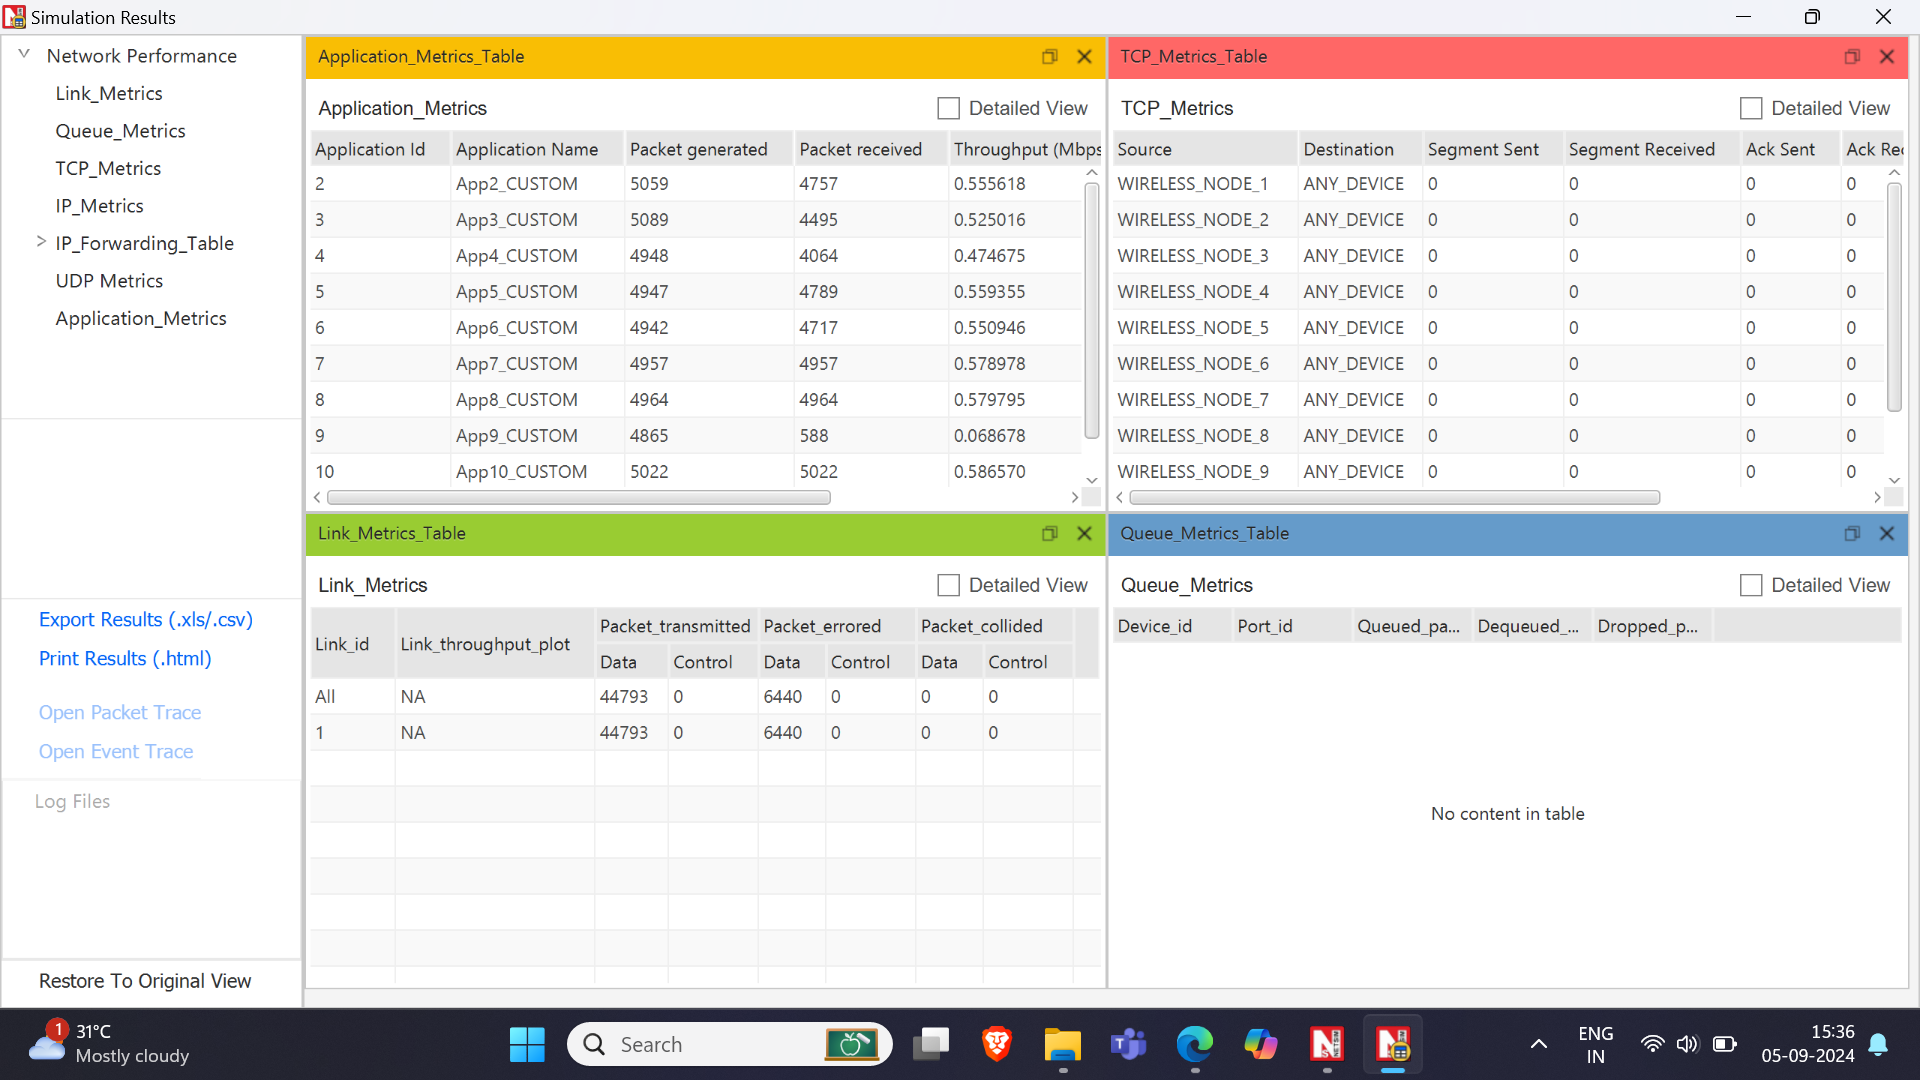 Simulation Results
Network Performance
Link_Metrics
Queue_Metrics
TCP_Metrics
IP_Metrics
IP_Forwarding_Table
UDP Metrics
Application_Metrics
Export Results (.xls/.csv)
Print Results (.html)
Open Packet Trace
Open Event Trace
Log Files
Restore To Original View
Application_Metrics_Table
Application_Metrics Detailed View
Application Id Application Name Packet generated Packet received Throughput (Mbps
2 App2_CUSTOM 5059 4757 0.555618
3 App3_CUSTOM 5089 4495 0.525016
4 App4_CUSTOM 4948 4064 0.474675
5 App5_CUSTOM 4947 4789 0.559355
6 App6_CUSTOM 4942 4717 0.550946
7 App7_CUSTOM 4957 4957 0.578978
8 App8_CUSTOM 4964 4964 0.579795
9 App9_CUSTOM 4865 588 0.068678
10 App10_CUSTOM 5022 5022 0.586570
TCP_Metrics_Table
TCP_Metrics Detailed View
Source Destination Segment Sent Segment Received Ack Sent Ack Rec
WIRELESS_NODE_1 ANY_DEVICE 0 0 0 0
WIRELESS_NODE_2 ANY_DEVICE 0 0 0 0
WIRELESS_NODE_3 ANY_DEVICE 0 0 0 0
WIRELESS_NODE_4 ANY_DEVICE 0 0 0 0
WIRELESS_NODE_5 ANY_DEVICE 0 0 0 0
WIRELESS_NODE_6 ANY_DEVICE 0 0 0 0
WIRELESS_NODE_7 ANY_DEVICE 0 0 0 0
WIRELESS_NODE_8 ANY_DEVICE 0 0 0 0
WIRELESS_NODE_9 ANY_DEVICE 0 0 0 0
Link_Metrics_Table
Link_Metrics Detailed View
Link_id Link_throughput_plot Packet_transmitted Packet_errored Packet_collided
Data Control Data Control Data Control
All NA 44793 0 6440 0 0 0
1 NA 44793 0 6440 0 0 0
Queue_Metrics_Table
Queue_Metrics Detailed View
Device_id Port_id Queued_pa... Dequeued_... Dropped_p...
No content in table
1 31°C
Mostly cloudy
Search
ENG
IN
15:36
05-09-2024